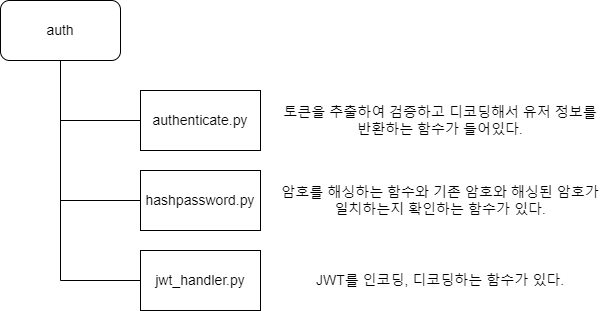 auth
authenticate.py
토큰을 추출하여 검증하고 디코딩해서 유저 정보를
반환하는 함수가 들어있다.
hashpassword.py
암호를 해싱하는 함수와 기존 암호와 해싱된 암호가
일치하는지 확인하는 함수가 있다.
jwt_handler.py
JWT를 인코딩, 디코딩하는 함수가 있다.